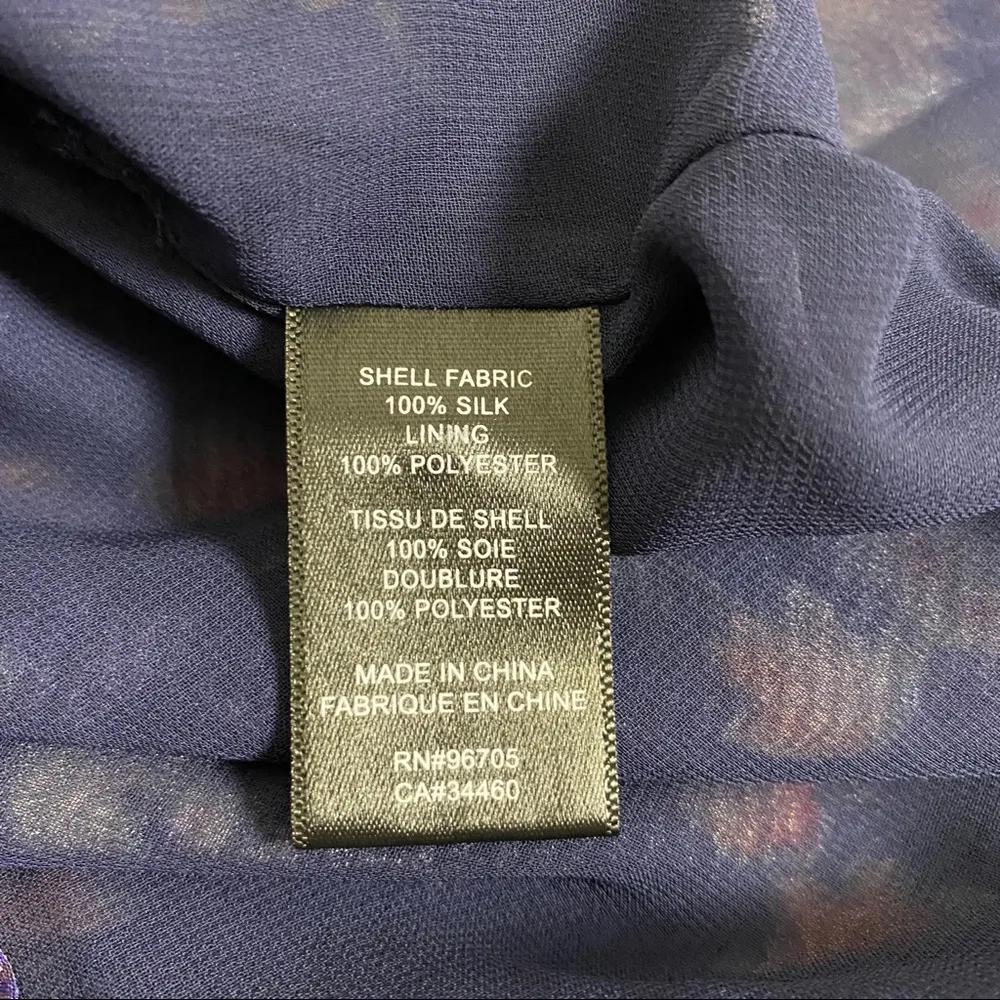 SHELL FABRIC
100% SILK
LINING
100% POLYESTER
TISSU DE SHELL
100% SOIE
DOUBLURE
100% POLYESTER
MADE IN CHINA
FABRIQUE EN CHINE
RN#96705
CA#34460